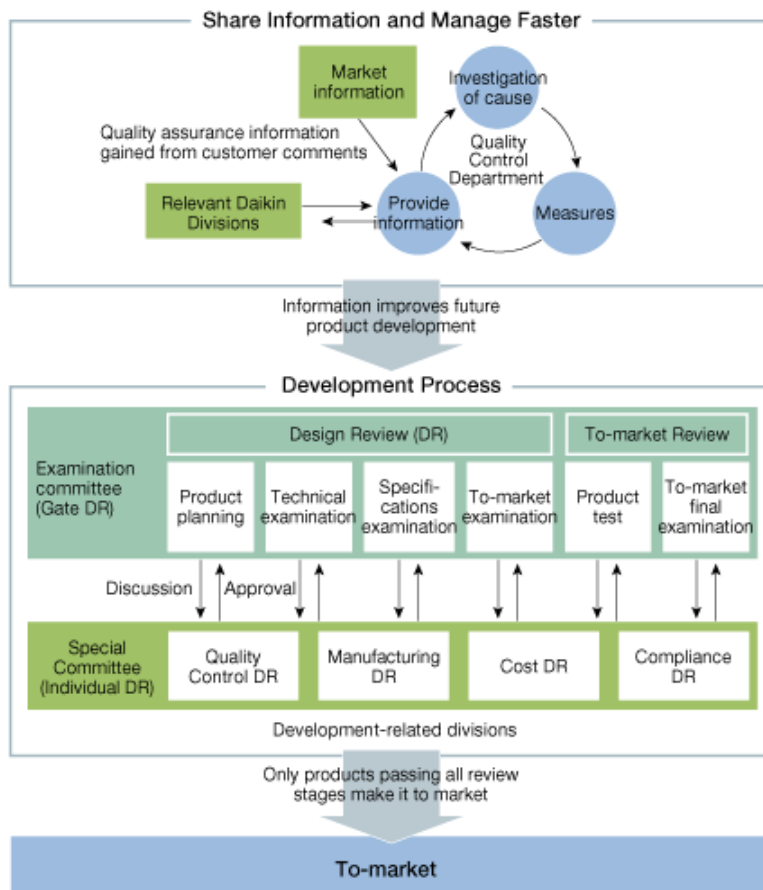 Share Information and Manage Faster
Market
information
Investigation
of cause
Quality assurance information
gained from customer comments
Quality
Control
Department
Relevant Daikin
Divisions
Provide
information
Measures
Information improves future
product development
Development Process
Design Review (DR)
To-market Review
Examination
committee
(Gate DR)
Product
planning
Technical
examination
Specifi-
cations
examination
To-market
examination
Product
test
To-market
final
examination
Discussion
Approval
Special
Committee
(Individual DR)
Quality
Control DR
Manufacturing
DR
Cost DR
Compliance
DR
Development-related divisions
Only products passing all review
stages make it to market
To-market